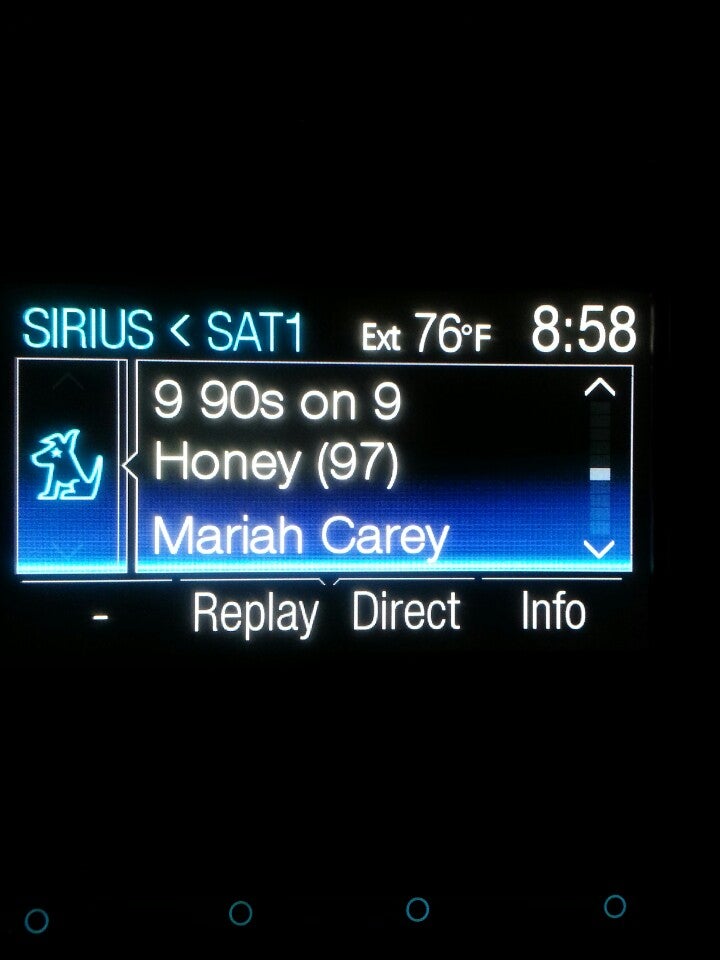 SIRIUS < SAT1 Ext 76°F 8:58
9 90s on 9
Honey (97)
Mariah Carey
- Replay Direct Info